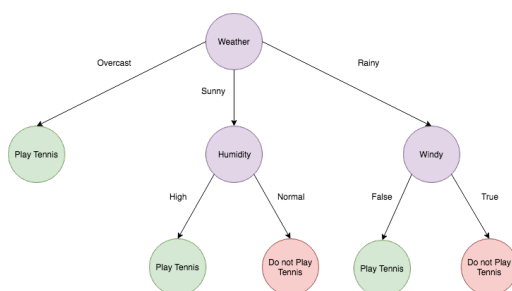 Weather
Overcast
Rainy
Sunny
Play Tennis
Humidity
Windy
High
Normal
False
True
Play Tennis
Do not Play
Tennis
Play Tennis
Do not Play
Tennis